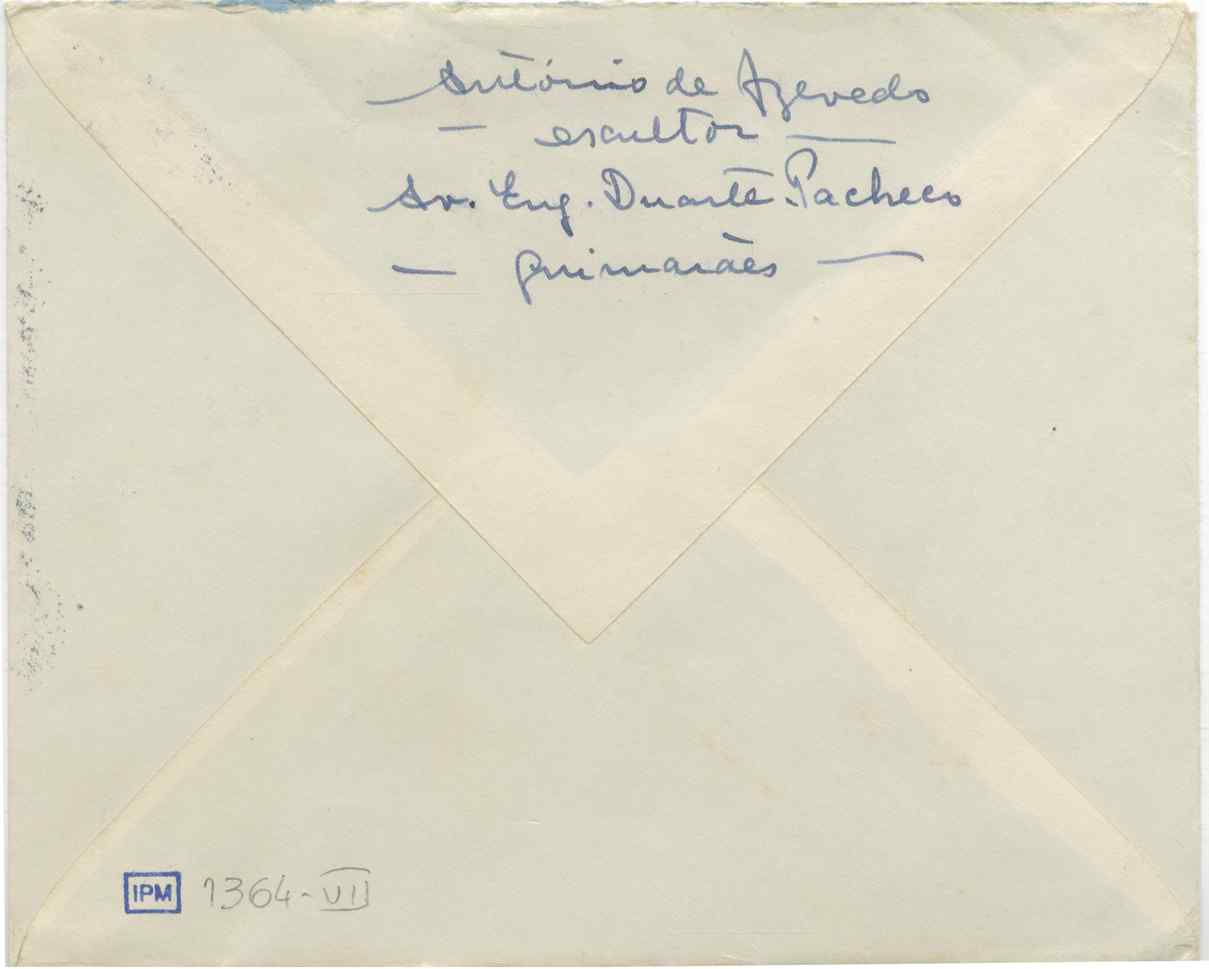 António de Azevedo
— escultor —
Av. Eng. Duarte Pacheco
— Guimarães —
IPM 1364-VII